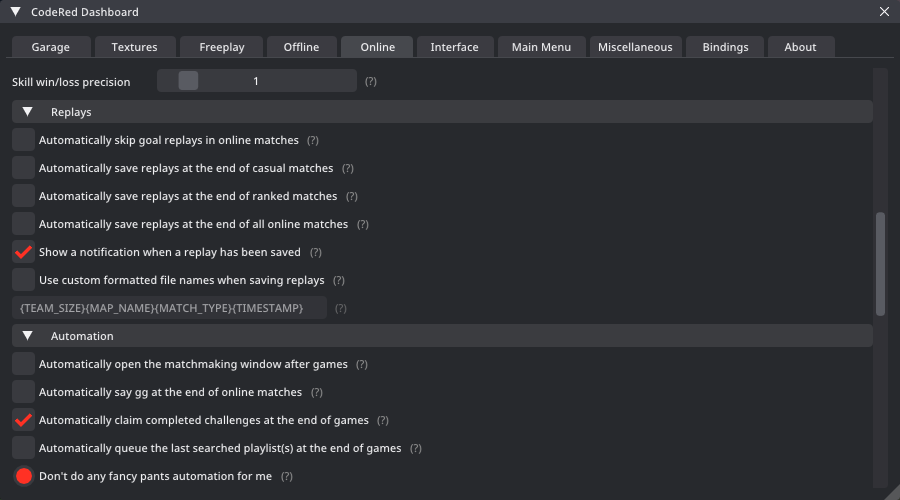 CodeRed Dashboard
Garage Textures Freeplay Offline Online Interface Main Menu Miscellaneous Bindings About
Skill win/loss precision 1 (?)
Replays
Automatically skip goal replays in online matches (?)
Automatically save replays at the end of casual matches (?)
Automatically save replays at the end of ranked matches (?)
Automatically save replays at the end of all online matches (?)
Show a notification when a replay has been saved (?)
Use custom formatted file names when saving replays (?)
{TEAM_SIZE}{MAP_NAME}{MATCH_TYPE}{TIMESTAMP} (?)
Automation
Automatically open the matchmaking window after games (?)
Automatically say gg at the end of online matches (?)
Automatically claim completed challenges at the end of games (?)
Automatically queue the last searched playlist(s) at the end of games (?)
Don't do any fancy pants automation for me (?)